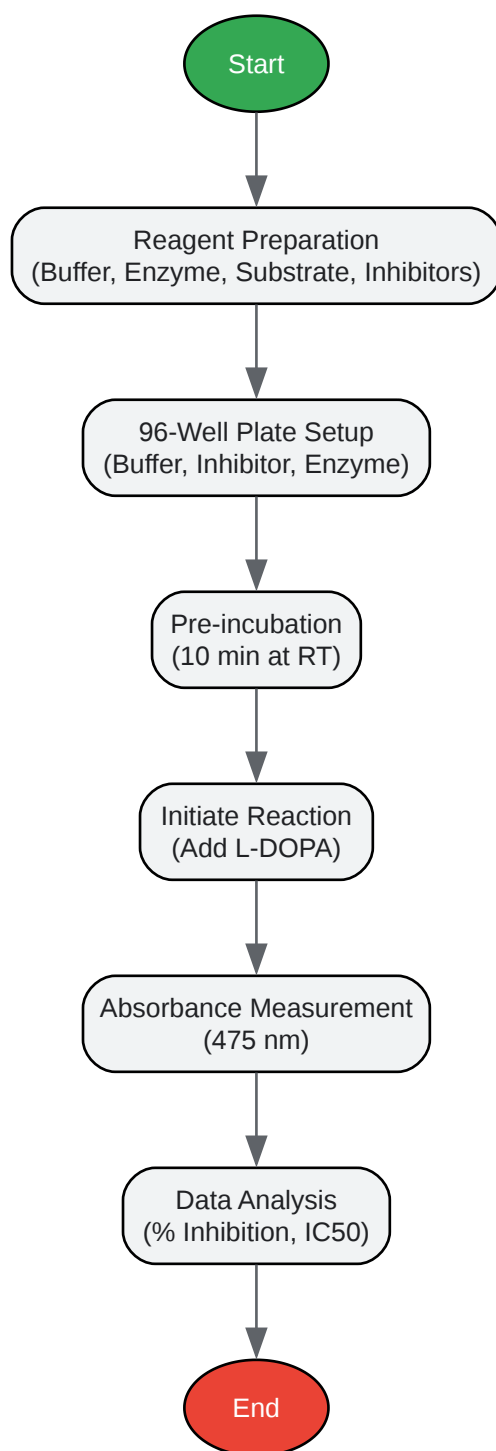 Start
Reagent Preparation
(Buffer, Enzyme, Substrate, Inhibitors)
96-Well Plate Setup
(Buffer, Inhibitor, Enzyme)
Pre-incubation
(10 min at RT)
Initiate Reaction
(Add L-DOPA)
Absorbance Measurement
(475 nm)
Data Analysis
(% Inhibition, IC50)
End